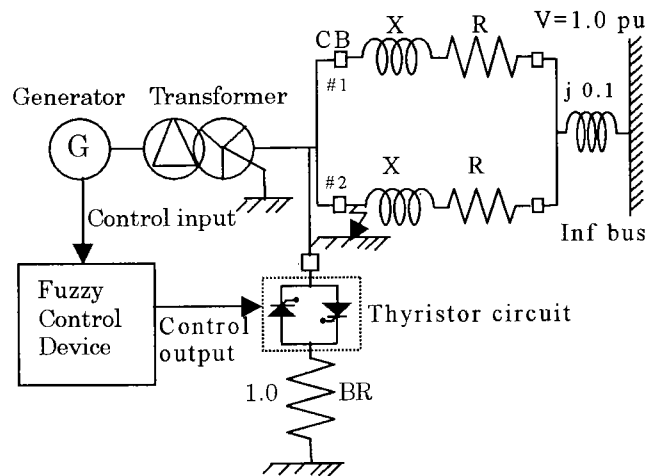 CB
X
R
V=1.0 pu
#1
j 0.1
Generator
Transformer
G
X
R
#2
Control input
Inf bus
Fuzzy
Control
Device
Control
output
Thyristor circuit
1.0
BR